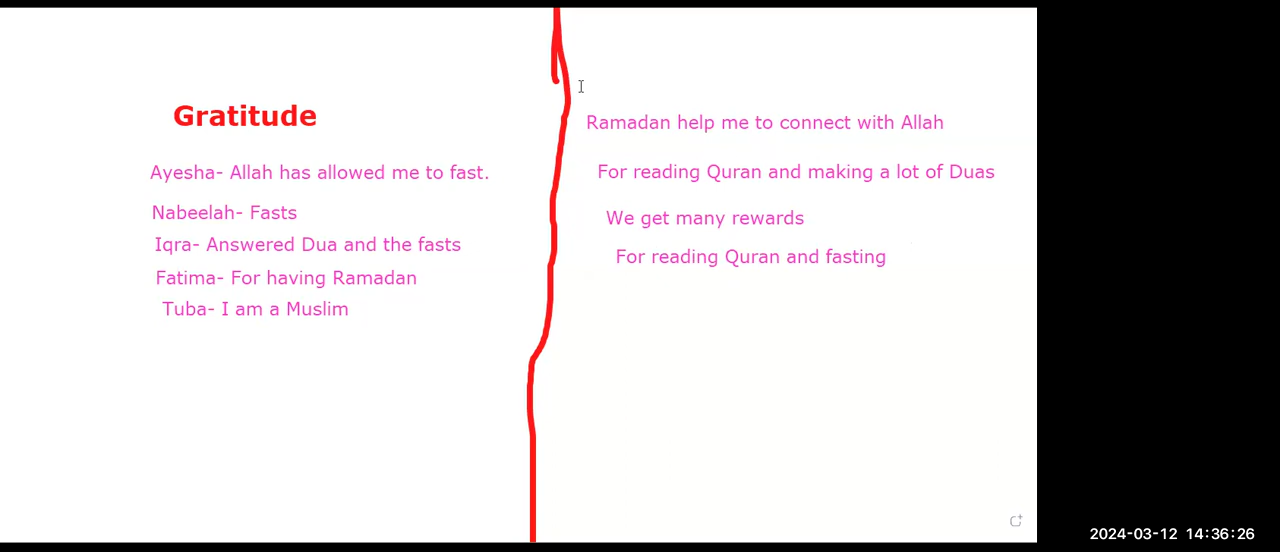 Gratitude
Ayesha- Allah has allowed me to fast.
Nabeelah- Fasts
Iqra- Answered Dua and the fasts
Fatima- For having Ramadan
Tuba- I am a Muslim
Ramadan help me to connect with Allah
For reading Quran and making a lot of Duas
We get many rewards
For reading Quran and fasting
2024-03-12 14:36:26